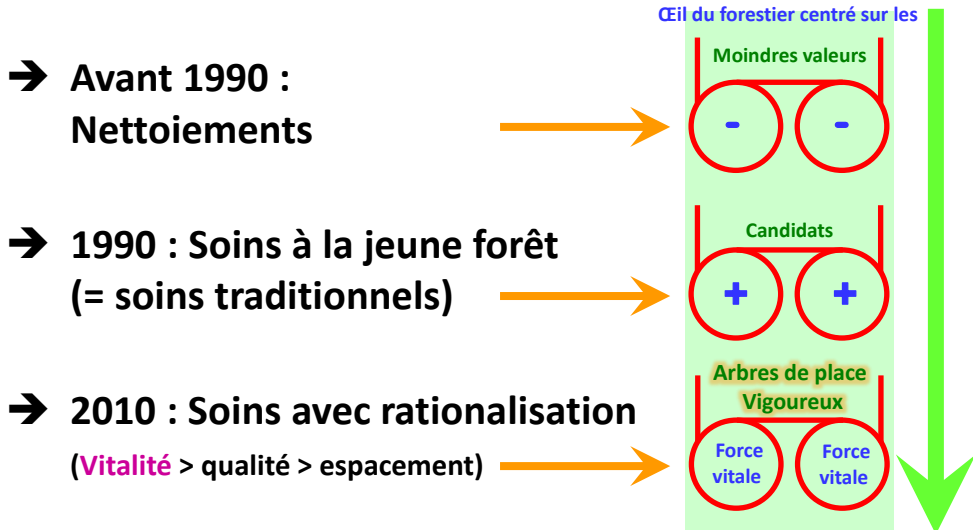 Œil du forestier centré sur les
➔ Avant 1990 :
Nettoiements
Moindres valeurs
- -
➔ 1990 : Soins à la jeune forêt
(= soins traditionnels)
Candidats
+ +
➔ 2010 : Soins avec rationalisation
(Vitalité > qualité > espacement)
Arbres de place
Vigoureux
Force
vitale
Force
vitale